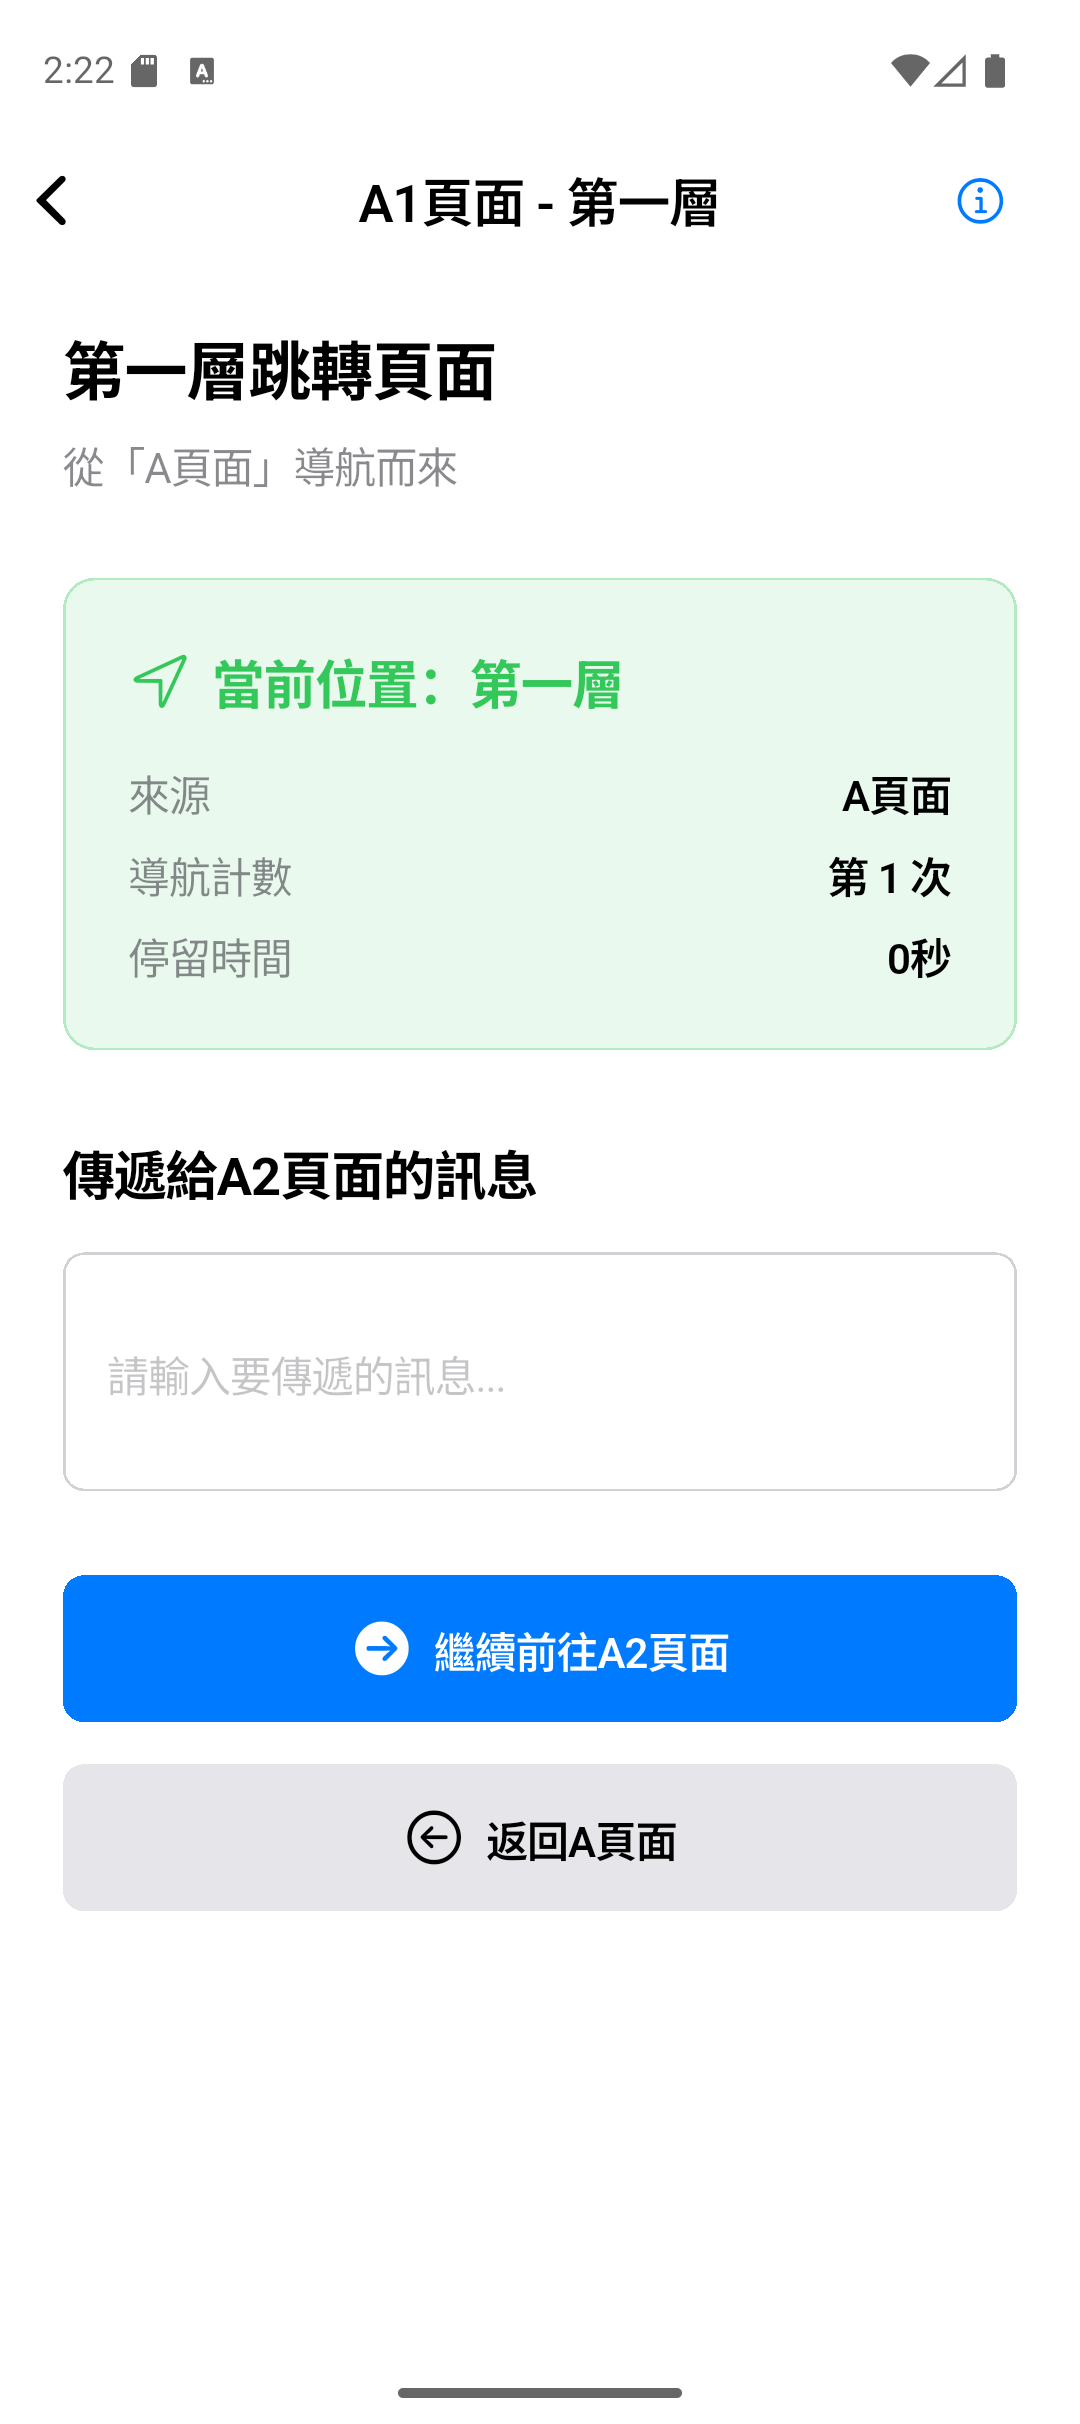 2:22
A1頁面 - 第一層
第一層跳轉頁面
從「A頁面」導航而來
當前位置：第一層
來源 A頁面
導航計數 第 1 次
停留時間 0秒
傳遞給A2頁面的訊息
請輸入要傳遞的訊息...
繼續前往A2頁面
返回A頁面